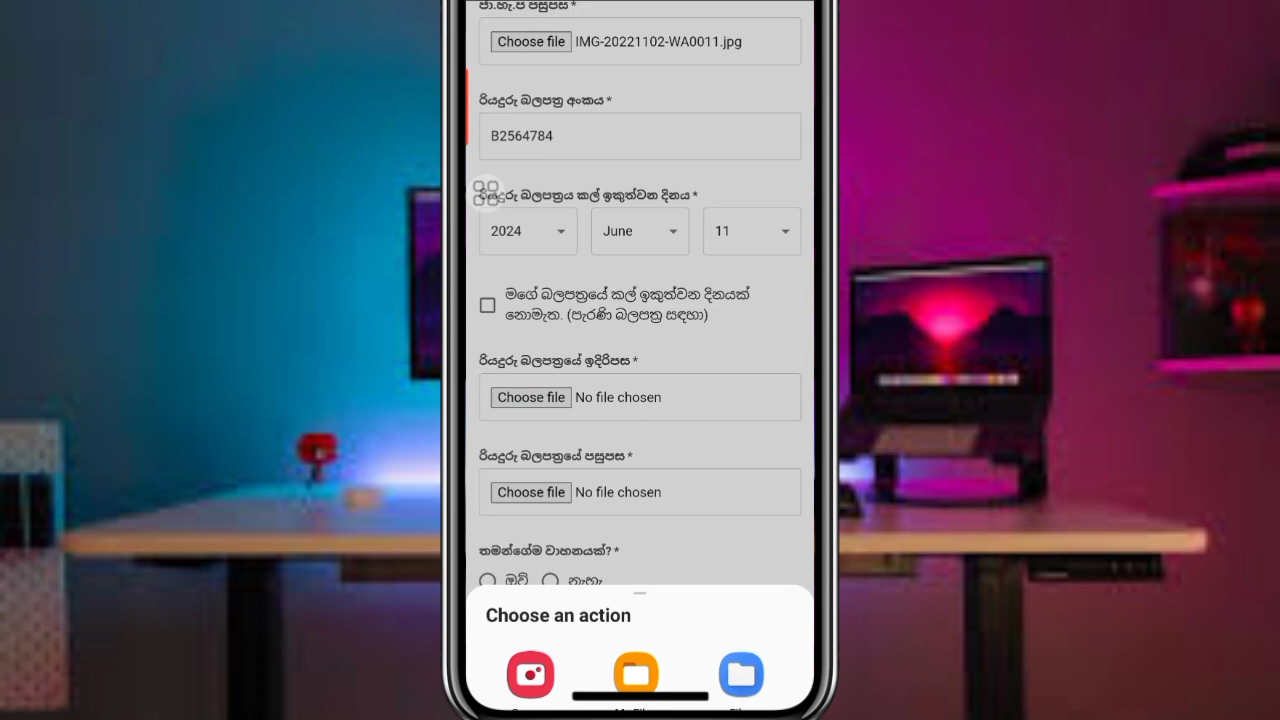 ජා.හැ.ප පසුපස *
Choose file IMG-20221102-WA0011.jpg
රියදුරු බලපත්‍ර අංකය *
B2564784
රියදුරු බලපත්‍රය කල් ඉකුත්වන දිනය *
2024 June 11
මගේ බලපත්‍රයේ කල් ඉකුත්වන දිනයක්
නොමැත. (පැරණි බලපත්‍ර සඳහා)
රියදුරු බලපත්‍රයේ ඉදිරිපස *
Choose file No file chosen
රියදුරු බලපත්‍රයේ පසුපස *
Choose file No file chosen
තමන්ගේම වාහනයක්? *
ඔව් නැහැ
Choose an action